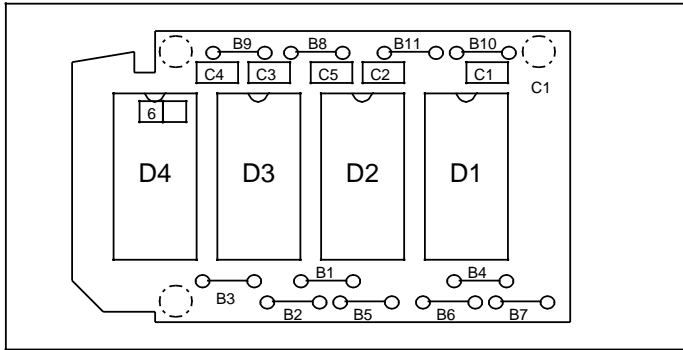 B9 B8 B11 B10
C4 C3 C5 C2 C1
C1
6
D4 D3 D2 D1
B1 B4
B3
B2 B5 B6 B7